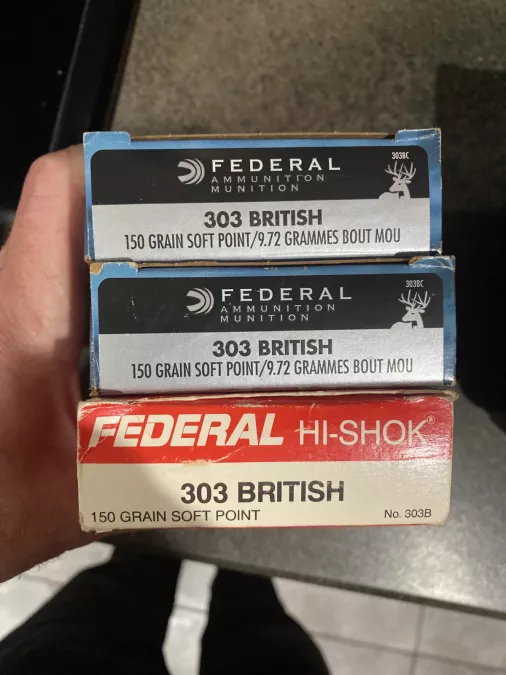 303BC
FEDERAL
AMMUNITION
MUNITION
303 BRITISH
150 GRAIN SOFT POINT/9.72 GRAMMES BOUT MOU
303BC
FEDERAL
AMMUNITION
MUNITION
303 BRITISH
150 GRAIN SOFT POINT/9.72 GRAMMES BOUT MOU
FEDERAL HI-SHOK®
303 BRITISH
150 GRAIN SOFT POINT No. 303B